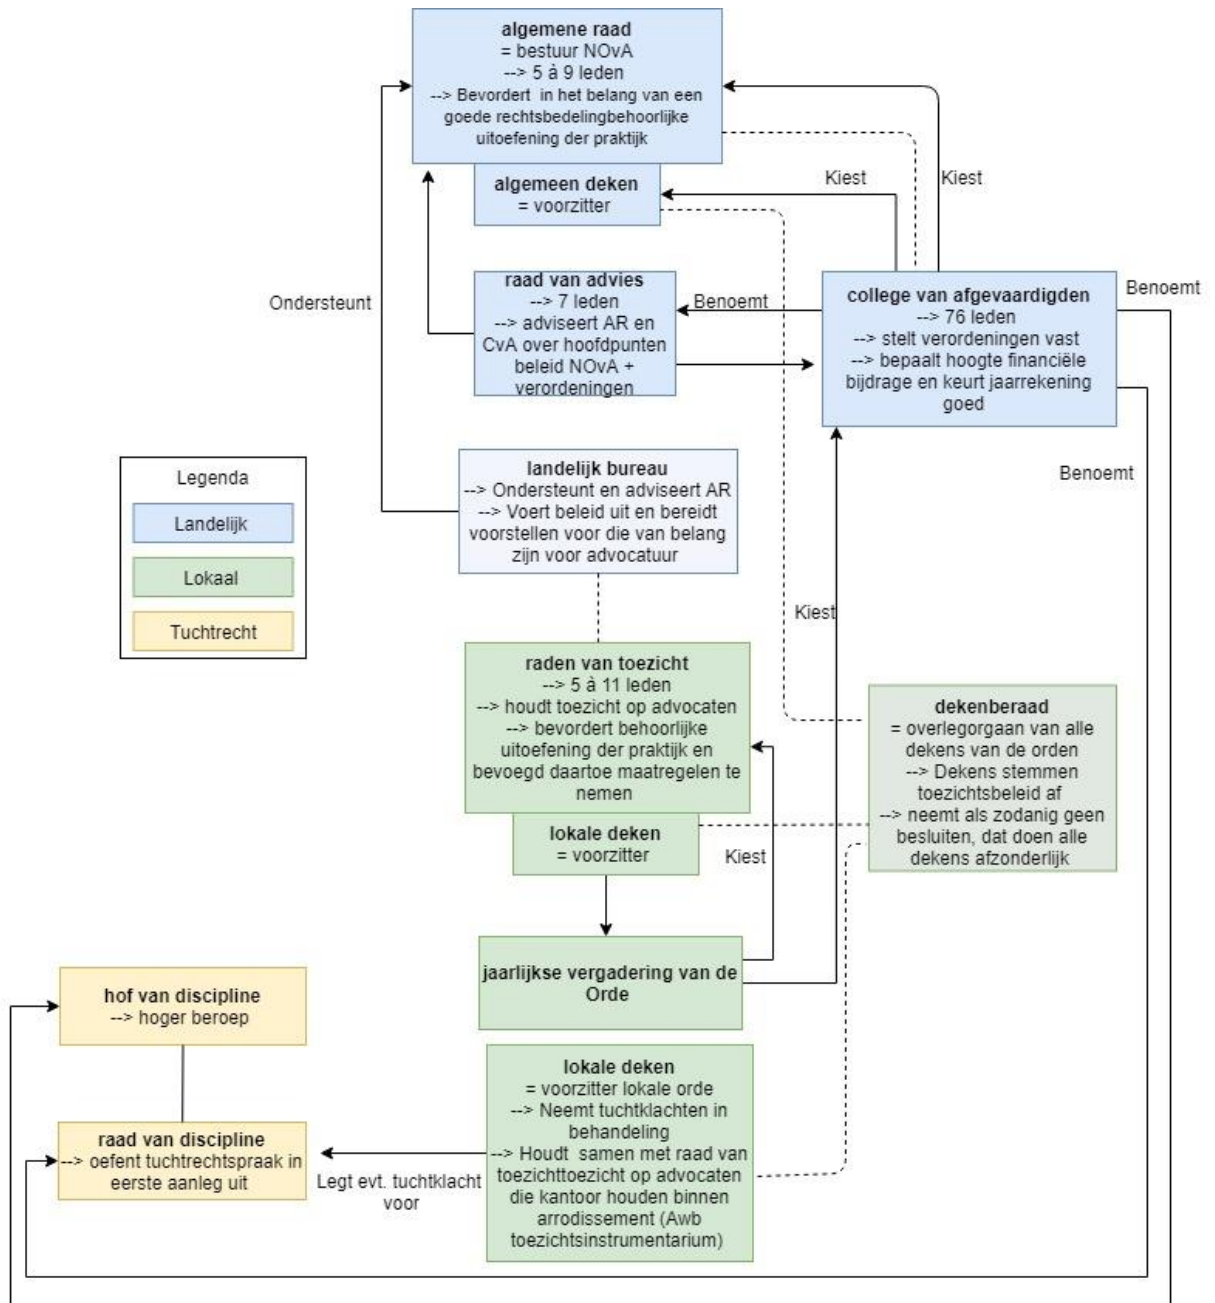 algemene raad
= bestuur NOvA
--> 5 à 9 leden
--> Bevordert in het belang van een
goede rechtsbedelingbehoorlijke
uitoefening der praktijk
algemeen deken
= voorzitter
Kiest
Kiest
Ondersteunt
raad van advies
--> 7 leden
--> adviseert AR en
CvA over hoofdpunten
beleid NOvA +
verordeningen
Benoemt
college van afgevaardigden
--> 76 leden
--> stelt verordeningen vast
--> bepaalt hoogte financiële
bijdrage en keurt jaarrekening
goed
Benoemt
Benoemt
Legenda
Landelijk
Lokaal
Tuchtrecht
landelijk bureau
--> Ondersteunt en adviseert AR
--> Voert beleid uit en bereidt
voorstellen voor die van belang
zijn voor advocatuur
Kiest
raden van toezicht
--> 5 à 11 leden
--> houdt toezicht op advocaten
--> bevordert behoorlijke
uitoefening der praktijk en
bevoegd daartoe maatregelen te
nemen
lokale deken
= voorzitter
Kiest
dekenberaad
= overlegorgaan van alle
dekens van de orden
--> Dekens stemmen
toezichtsbeleid af
--> neemt als zodanig geen
besluiten, dat doen alle
dekens afzonderlijk
jaarlijkse vergadering van de
Orde
hof van discipline
--> hoger beroep
raad van discipline
--> oefent tuchtrechtspraak in
eerste aanleg uit
Legt evt. tuchtklacht
voor
lokale deken
= voorzitter lokale orde
--> Neemt tuchtklachten in
behandeling
--> Houdt samen met raad van
toezichttoezicht op advocaten
die kantoor houden binnen
arrodissement (Awb
toezichtsinstrumentarium)